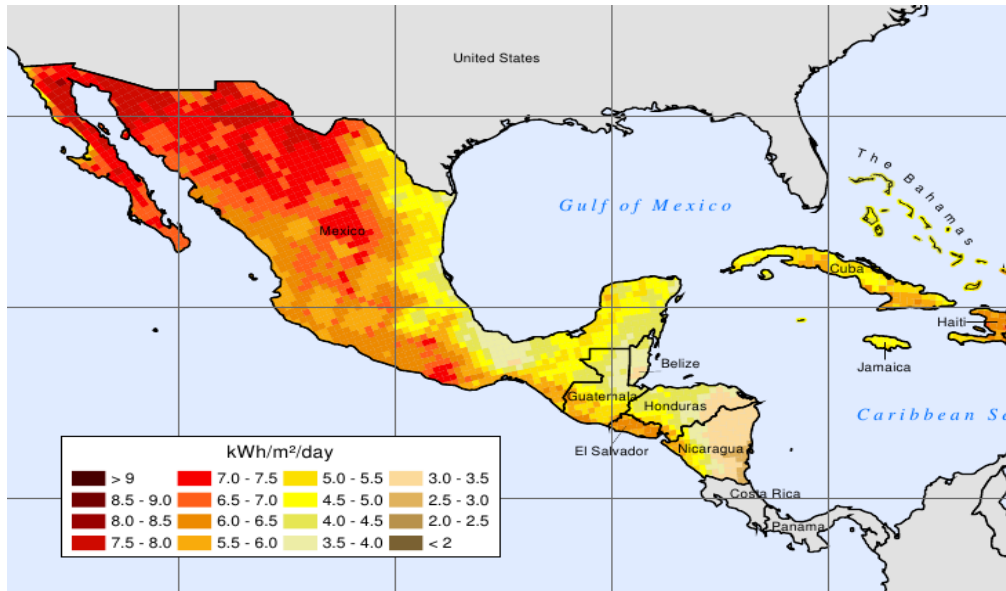 United States
The Bahamas
Gulf of Mexico
Mexico
Cuba
Haiti
Jamaica
Belize
Guatemala
Honduras
Caribbean Se
El Salvador
Nicaragua
Costa Rica
Panama
kWh/m²/day
> 9 7.0 - 7.5 5.0 - 5.5 3.0 - 3.5
8.5 - 9.0 6.5 - 7.0 4.5 - 5.0 2.5 - 3.0
8.0 - 8.5 6.0 - 6.5 4.0 - 4.5 2.0 - 2.5
7.5 - 8.0 5.5 - 6.0 3.5 - 4.0 < 2